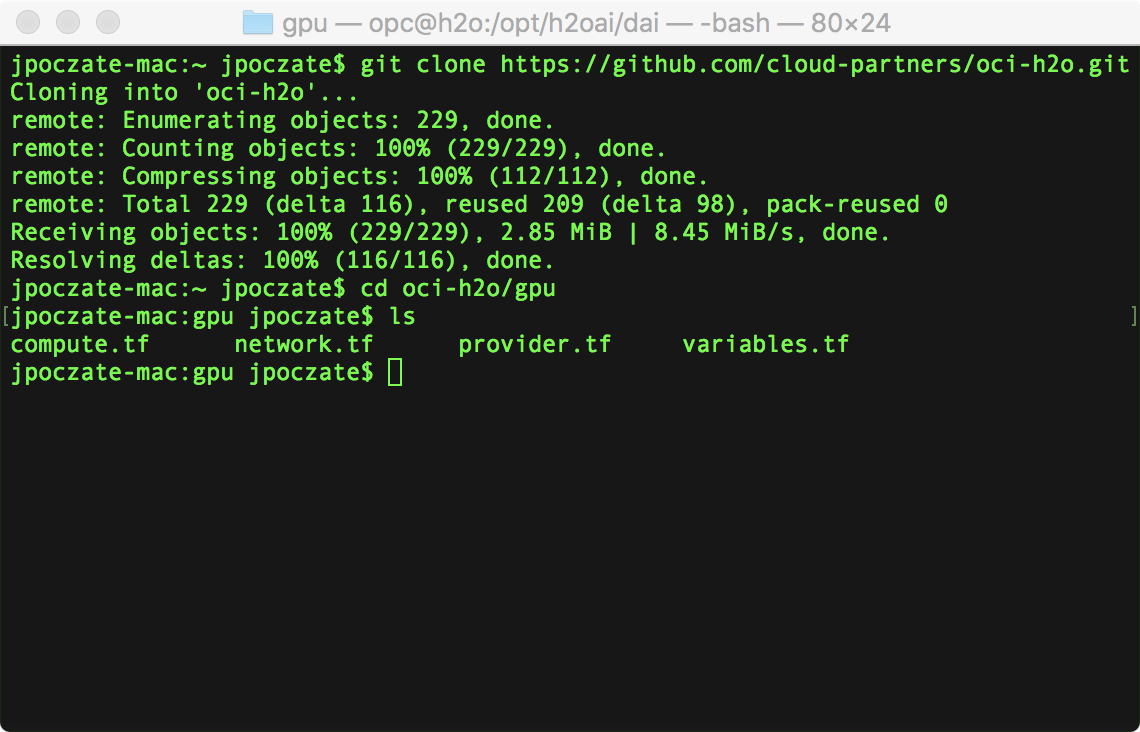 gpu — opc@h2o:/opt/h2oai/dai — -bash — 80×24
jpoczate-mac:~ jpoczate$ git clone https://github.com/cloud-partners/oci-h2o.git
Cloning into 'oci-h2o'...
remote: Enumerating objects: 229, done.
remote: Counting objects: 100% (229/229), done.
remote: Compressing objects: 100% (112/112), done.
remote: Total 229 (delta 116), reused 209 (delta 98), pack-reused 0
Receiving objects: 100% (229/229), 2.85 MiB | 8.45 MiB/s, done.
Resolving deltas: 100% (116/116), done.
jpoczate-mac:~ jpoczate$ cd oci-h2o/gpu
[jpoczate-mac:gpu jpoczate$ ls ]
compute.tf network.tf provider.tf variables.tf
jpoczate-mac:gpu jpoczate$